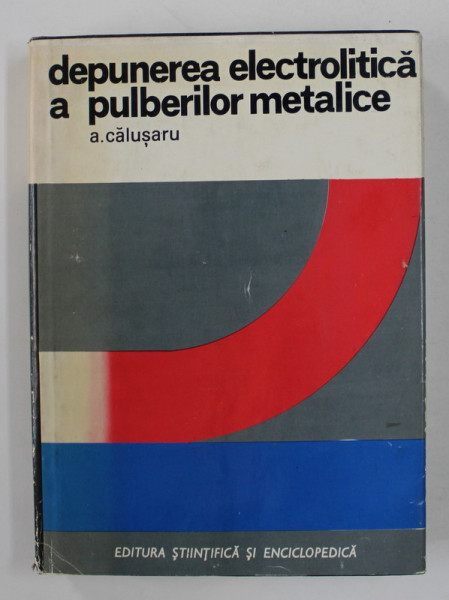 depunerea electrolitică
a pulberilor metalice
a.călușaru
EDITURA ȘTIINȚIFICĂ ȘI ENCICLOPEDICĂ